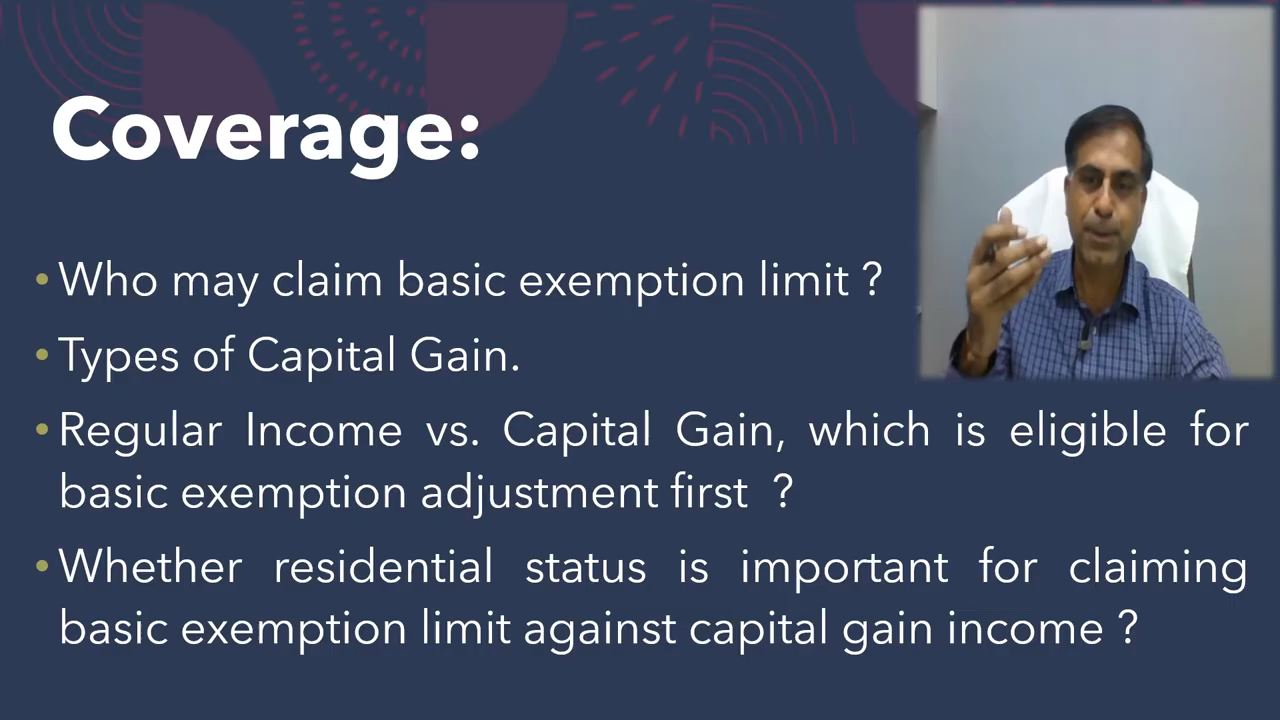 Coverage:
• Who may claim basic exemption limit ?
• Types of Capital Gain.
• Regular Income vs. Capital Gain, which is eligible for
basic exemption adjustment first ?
• Whether residential status is important for claiming
basic exemption limit against capital gain income ?